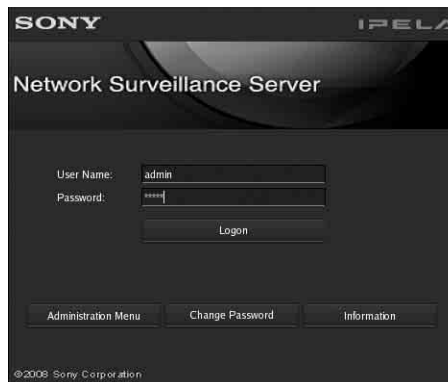 SONY
IPELA
Network Surveillance Server
User Name: admin
Password: *****
Logon
Administration Menu Change Password Information
©2008 Sony Corporation